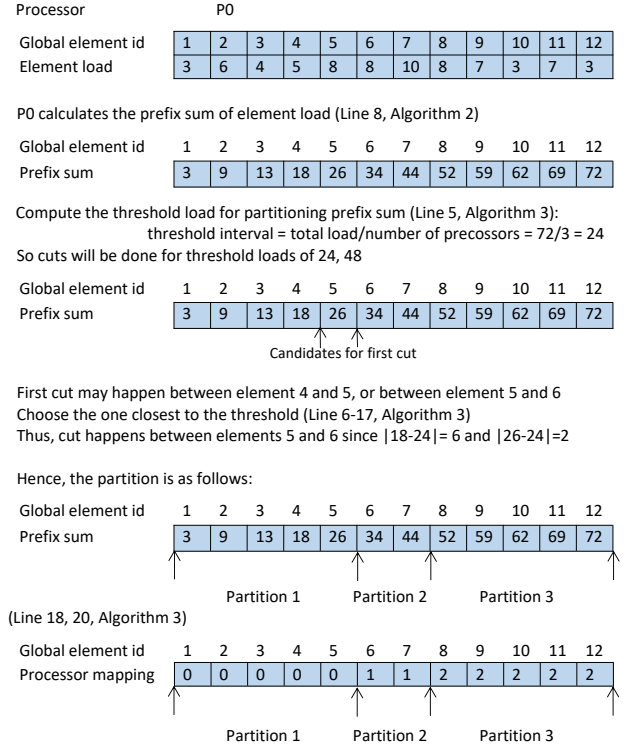 Processor P0
Global element id 1 2 3 4 5 6 7 8 9 10 11 12
Element load 3 6 4 5 8 8 10 8 7 3 7 3
P0 calculates the prefix sum of element load (Line 8, Algorithm 2)
Global element id 1 2 3 4 5 6 7 8 9 10 11 12
Prefix sum 3 9 13 18 26 34 44 52 59 62 69 72
Compute the threshold load for partitioning prefix sum (Line 5, Algorithm 3):
threshold interval = total load/number of precossors = 72/3 = 24
So cuts will be done for threshold loads of 24, 48
Global element id 1 2 3 4 5 6 7 8 9 10 11 12
Prefix sum 3 9 13 18 26 34 44 52 59 62 69 72
Candidates for first cut
First cut may happen between element 4 and 5, or between element 5 and 6
Choose the one closest to the threshold (Line 6-17, Algorithm 3)
Thus, cut happens between elements 5 and 6 since |18-24|= 6 and |26-24|=2
Hence, the partition is as follows:
Global element id 1 2 3 4 5 6 7 8 9 10 11 12
Prefix sum 3 9 13 18 26 34 44 52 59 62 69 72
Partition 1 Partition 2 Partition 3
(Line 18, 20, Algorithm 3)
Global element id 1 2 3 4 5 6 7 8 9 10 11 12
Processor mapping 0 0 0 0 0 1 1 2 2 2 2 2
Partition 1 Partition 2 Partition 3